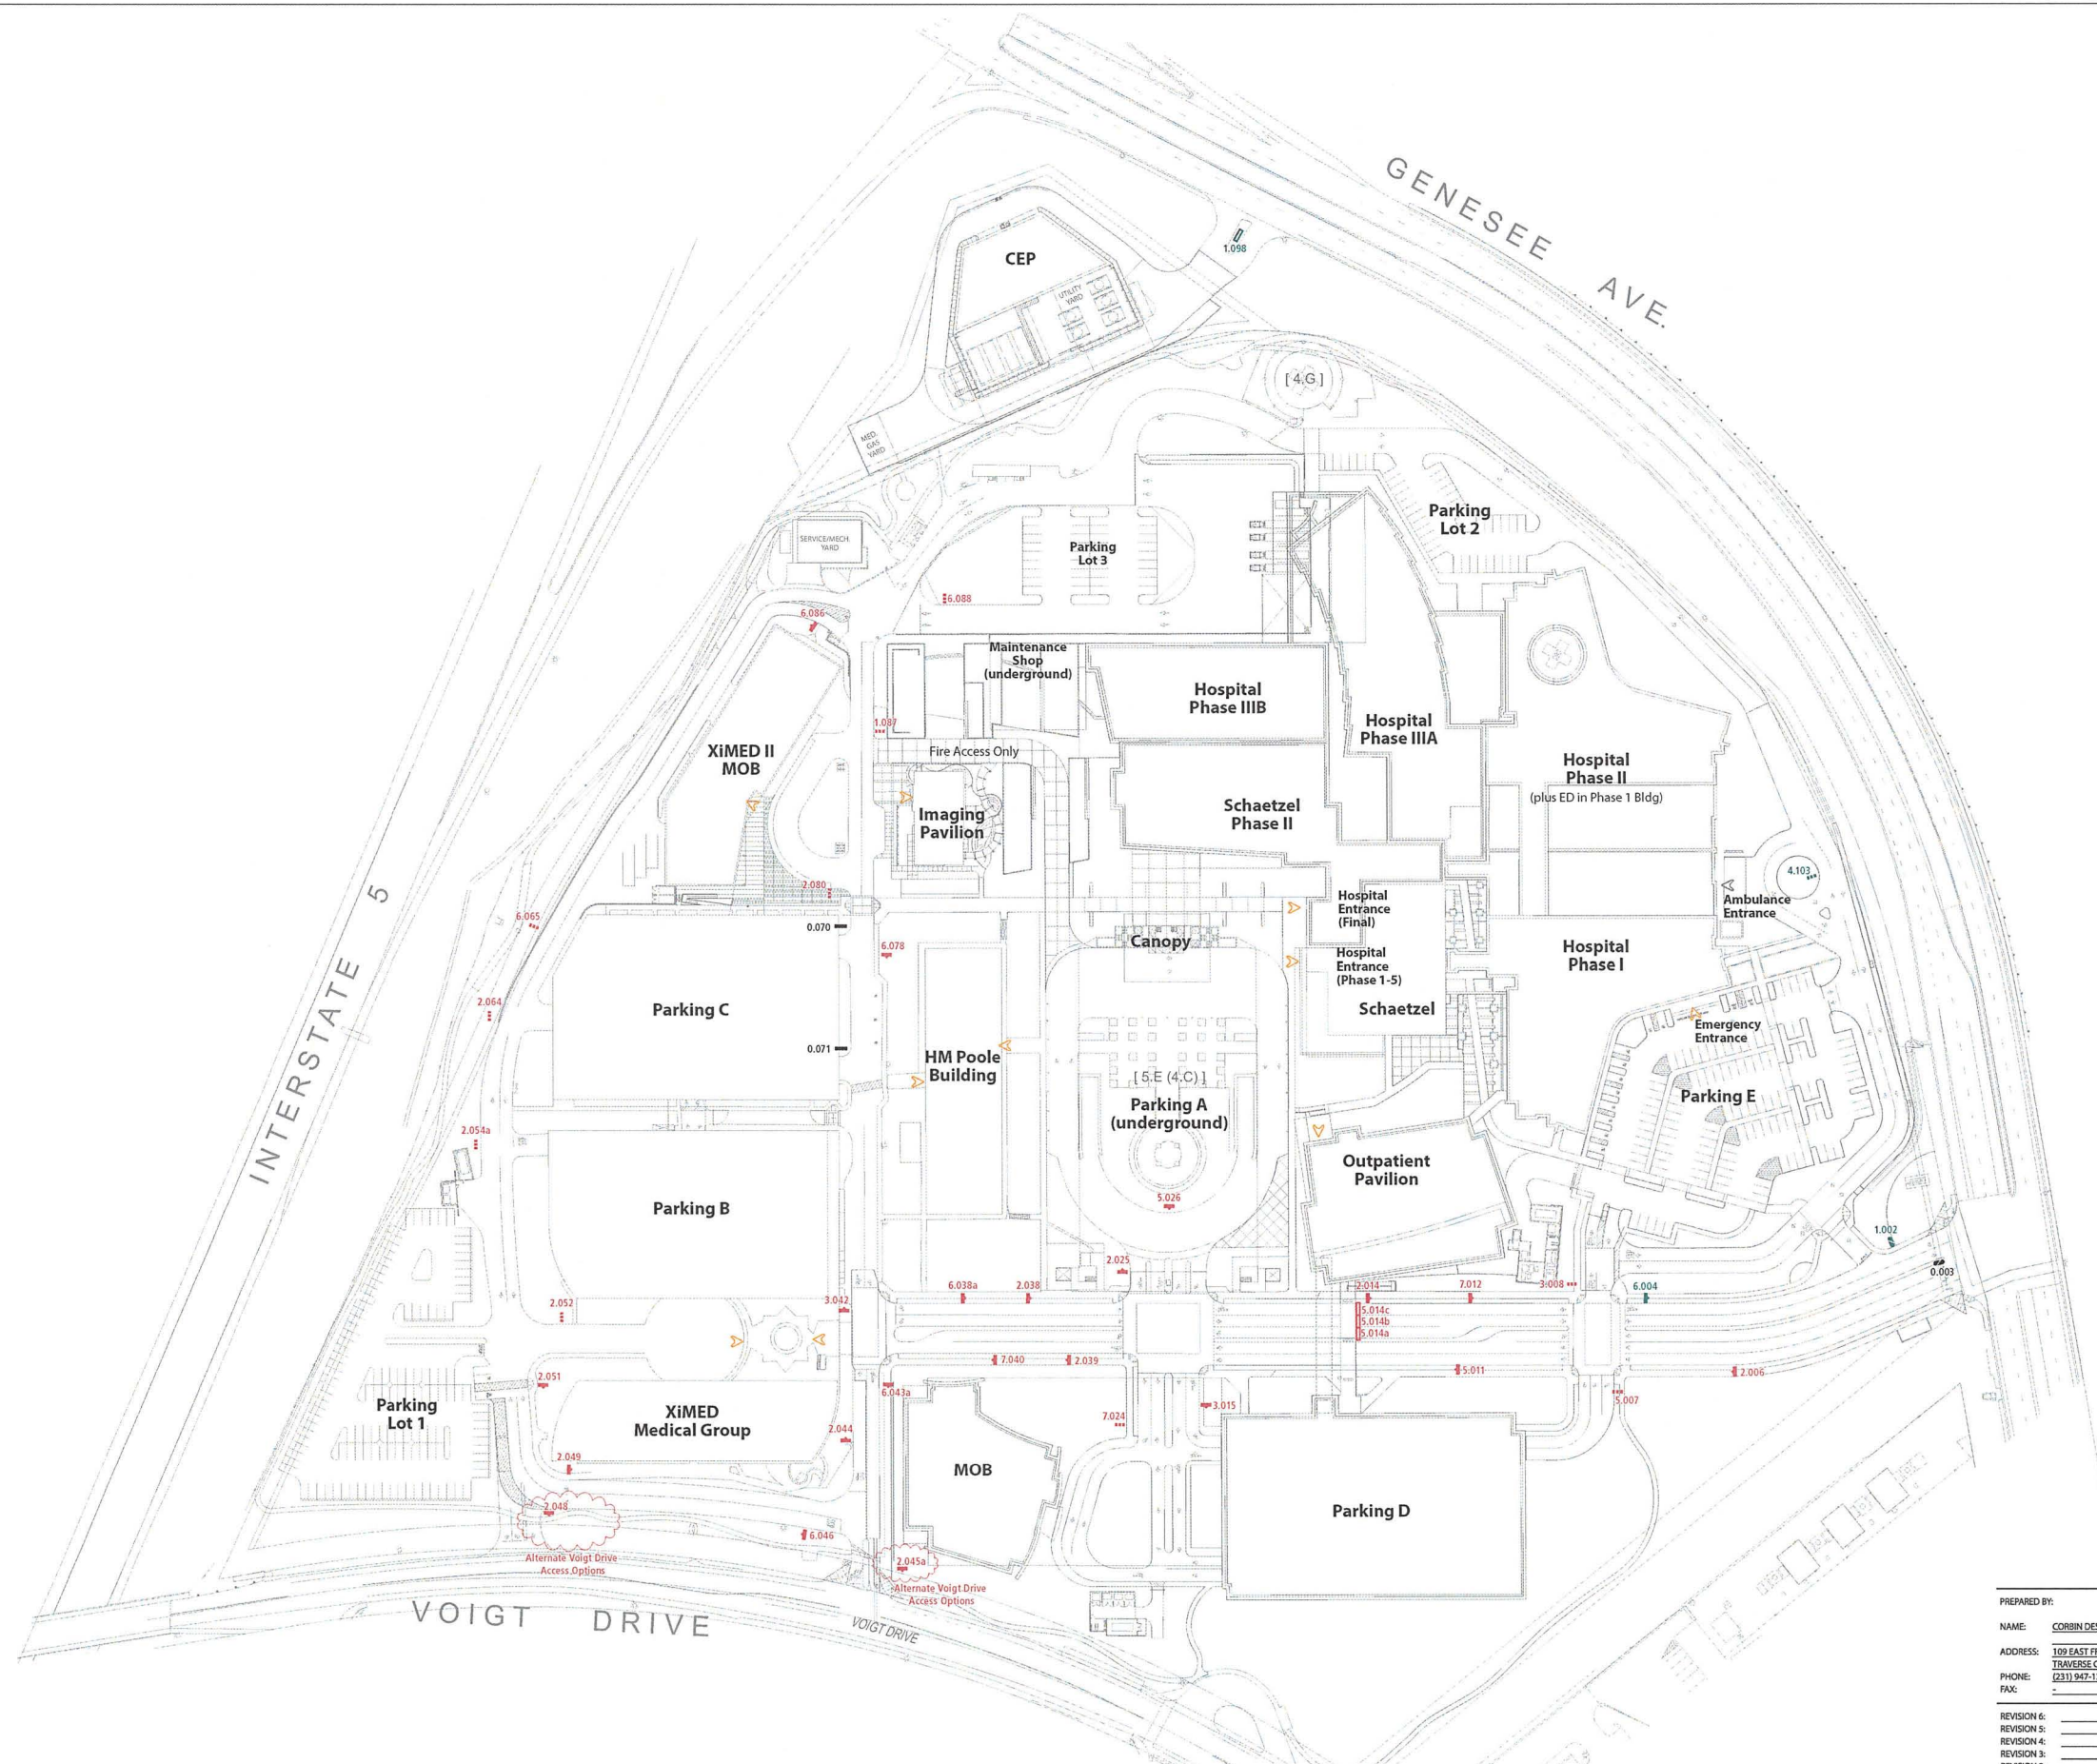 GENESEE AVE.
1.098
CEP
UTILITY
YARD
[ 4.G ]
MED.
GAS
YARD
Parking
Lot 2
SERVICE/MECH.
YARD
Parking
Lot 3
6.088
6.086
Maintenance
Shop
(underground)
Hospital
Phase IIIB
Hospital
Phase IIIA
1.087
Fire Access Only
XiMED II
MOB
Hospital
Phase II
(plus ED in Phase 1 Bldg)
Imaging
Pavilion
Schaetzel
Phase II
4.103
2.080
Ambulance
Entrance
Hospital
Entrance
(Final)
INTERSTATE 5
6.065
0.070
6.078
Canopy
Hospital
Entrance
(Phase 1-5)
Hospital
Phase I
2.064
Parking C
Schaetzel
Emergency
Entrance
0.071
HM Poole
Building
[ 5.E (4.C) ]
Parking A
(underground)
Parking E
2.054a
Outpatient
Pavilion
Parking B
5.026
1.002
2.025
0.003
6.038a
2.038
2.014
7.012
3.008
6.004
2.052
3.042
5.014c
5.014b
5.014a
7.040
2.039
5.011
2.006
2.051
6.043a
5.007
Parking
Lot 1
XiMED
Medical Group
7.024
3.015
2.044
2.049
MOB
Parking D
2.048
6.046
Alternate Voigt Drive
Access Options
2.045a
Alternate Voigt Drive
Access Options
VOIGT DRIVE
VOIGT DRIVE
PREPARED BY:
NAME: CORBIN DES
ADDRESS: 109 EAST FR
TRAVERSE C
PHONE: (231) 947-1
FAX: -
REVISION 6:
REVISION 5:
REVISION 4:
REVISION 3: